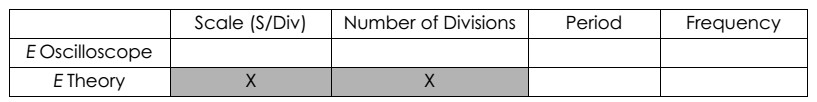 Scale (S/Div) Number of Divisions Period Frequency
E Oscilloscope
E Theory X X